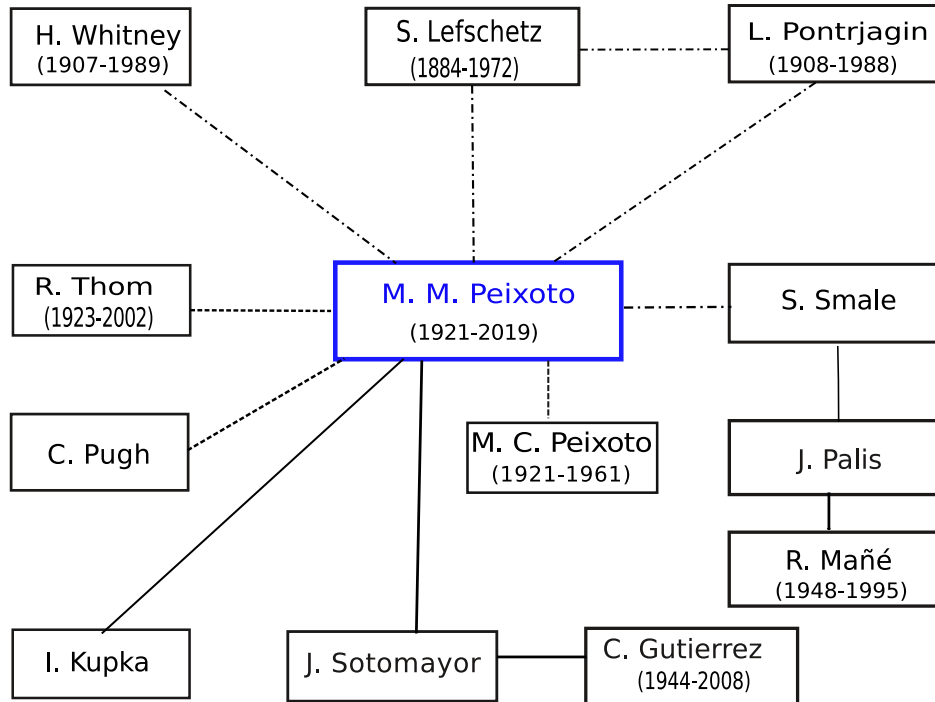 H. Whitney
(1907-1989)
S. Lefschetz
(1884-1972)
L. Pontrjagin
(1908-1988)
R. Thom
(1923-2002)
M. M. Peixoto
(1921-2019)
S. Smale
C. Pugh
M. C. Peixoto
(1921-1961)
J. Palis
R. Mañé
(1948-1995)
I. Kupka
J. Sotomayor
C. Gutierrez
(1944-2008)